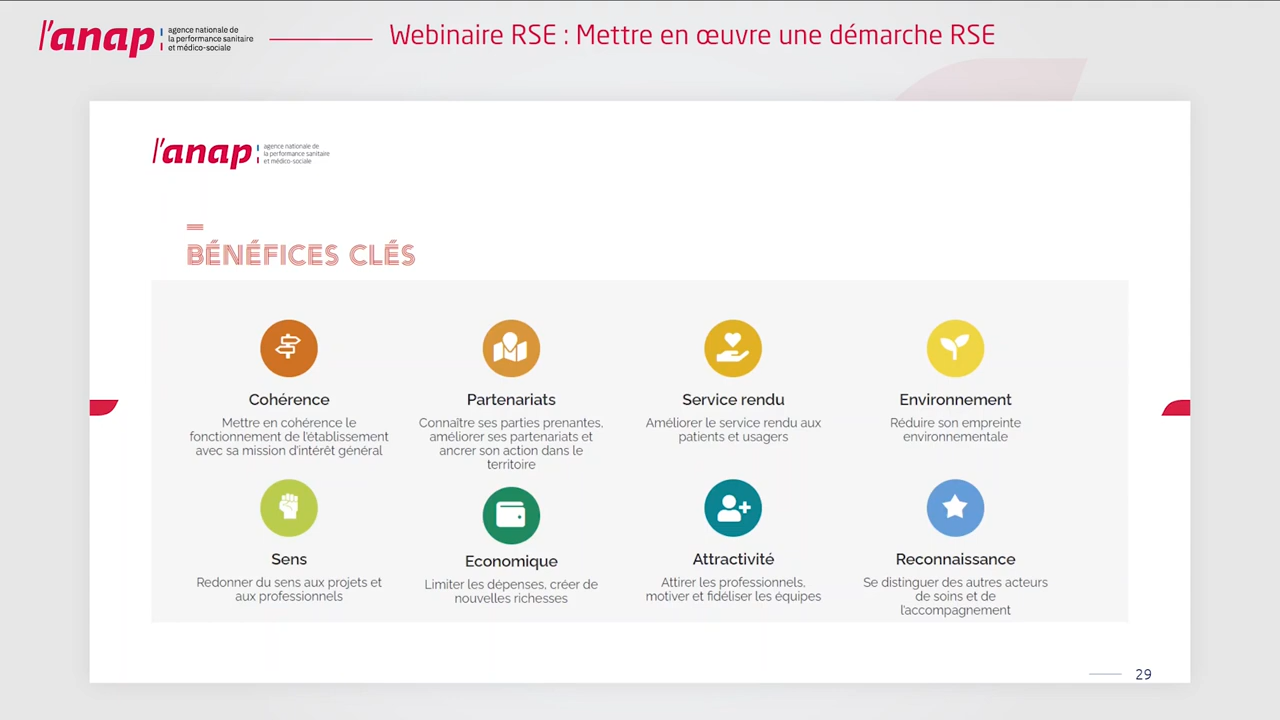 l'anap
agence nationale de
la performance sanitaire
et médico-sociale
Webinaire RSE : Mettre en œuvre une démarche RSE
l'anap
agence nationale de
la performance sanitaire
et médico-sociale
BÉNÉFICES CLÉS
Cohérence
Mettre en cohérence le
fonctionnement de l'établissement
avec sa mission d'intérêt général
Partenariats
Connaître ses parties prenantes,
améliorer ses partenariats et
ancrer son action dans le
territoire
Service rendu
Améliorer le service rendu aux
patients et usagers
Environnement
Réduire son empreinte
environnementale
Sens
Redonner du sens aux projets et
aux professionnels
Economique
Limiter les dépenses, créer de
nouvelles richesses
Attractivité
Attirer les professionnels,
motiver et fidéliser les équipes
Reconnaissance
Se distinguer des autres acteurs
de soins et de
l'accompagnement
29